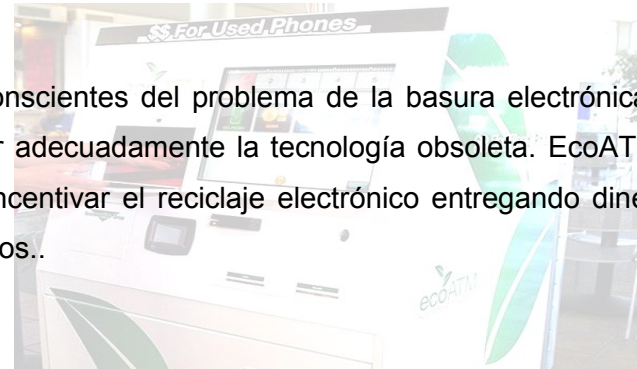 $$ For Used Phones
onscientes del problema de la basura electrónica
r adecuadamente la tecnología obsoleta. EcoAT
ncentivar el reciclaje electrónico entregando dine
os..
ecoATM